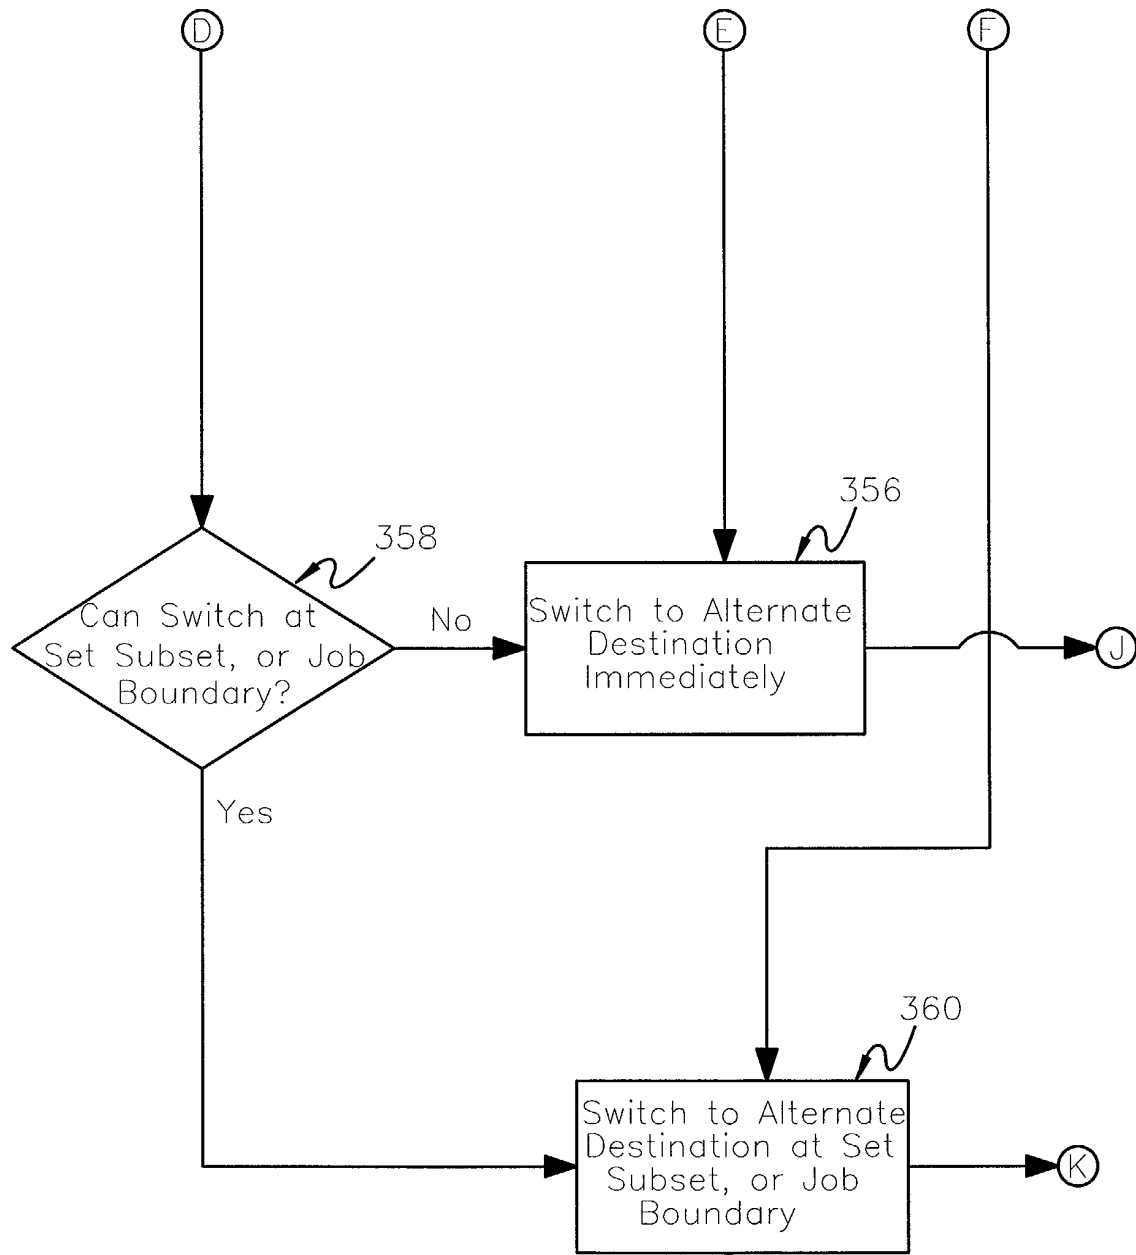 D
E
F
356
358
Can Switch at
Set Subset, or Job
Boundary?
No
Switch to Alternate
Destination
Immediately
J
Yes
360
Switch to Alternate
Destination at Set
Subset, or Job
Boundary
K